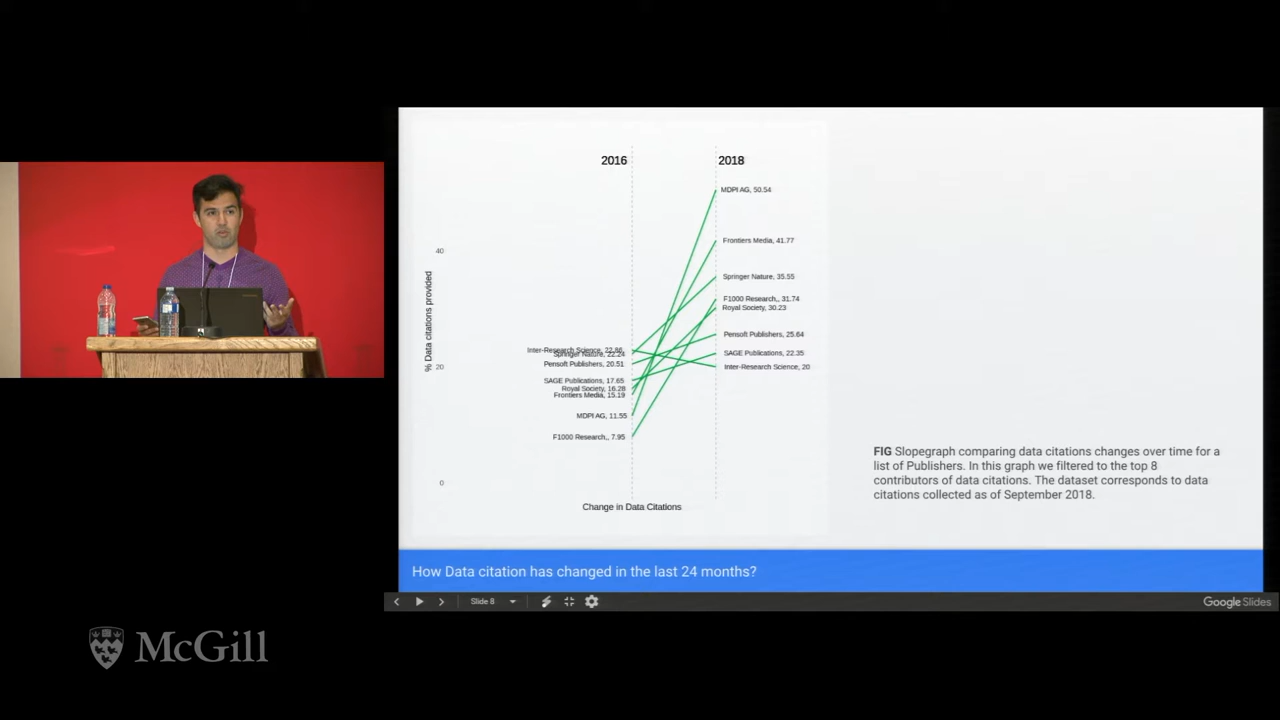 2016
2018
MDPI AG, 50.54
Frontiers Media, 41.77
40
Springer Nature, 35.55
F1000 Research,, 31.74
Royal Society, 30.23
% Data citations provided
Pensoft Publishers, 25.64
Inter-Research Science, 22.86
Springer Nature, 22.24
SAGE Publications, 22.35
Pensoft Publishers, 20.51
20
Inter-Research Science, 20
SAGE Publications, 17.65
Royal Society, 16.28
Frontiers Media, 15.19
MDPI AG, 11.55
F1000 Research,, 7.95
0
Change in Data Citations
FIG Slopegraph comparing data citations changes over time for a
list of Publishers. In this graph we filtered to the top 8
contributors of data citations. The dataset corresponds to data
citations collected as of September 2018.
How Data citation has changed in the last 24 months?
Slide 8
Google Slides
McGill